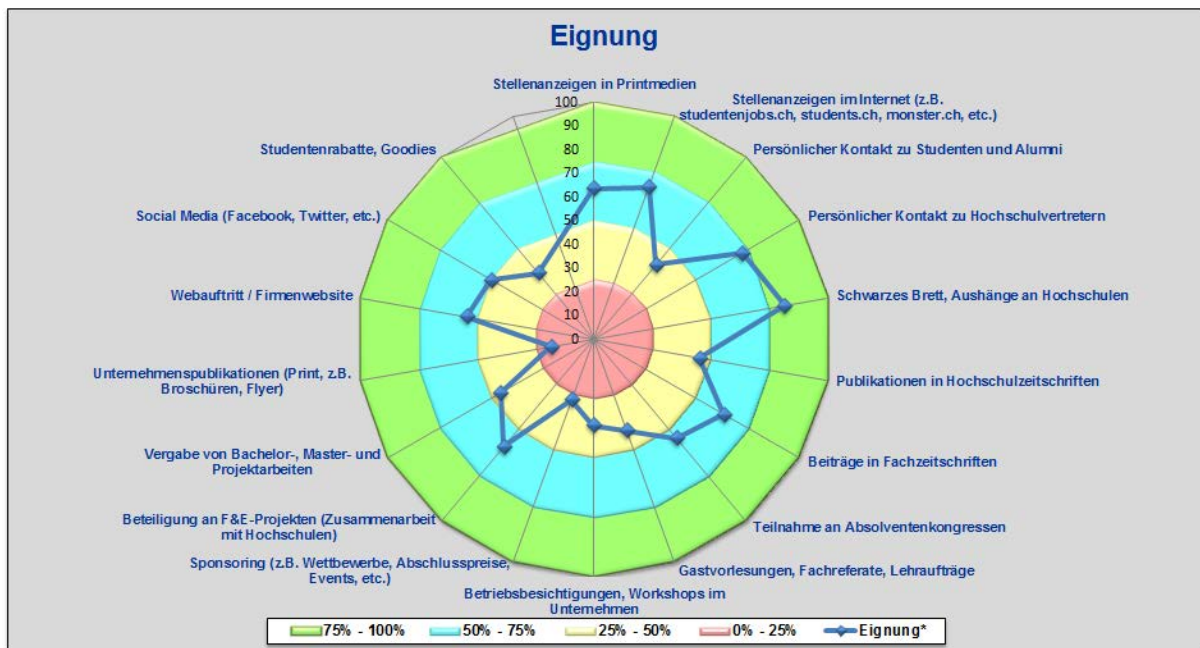 Eignung
Stellenanzeigen in Printmedien
Stellenanzeigen im Internet (z.B.
studentenjobs.ch, students.ch, monster.ch, etc.)
Persönlicher Kontakt zu Studenten und Alumni
Persönlicher Kontakt zu Hochschulvertretern
Schwarzes Brett, Aushänge an Hochschulen
Publikationen in Hochschulzeitschriften
Beiträge in Fachzeitschriften
Teilnahme an Absolventenkongressen
Gastvorlesungen, Fachreferate, Lehraufträge
Betriebsbesichtigungen, Workshops im
Unternehmen
Sponsoring (z.B. Wettbewerbe, Abschlusspreise,
Events, etc.)
Beteiligung an F&E-Projekten (Zusammenarbeit
mit Hochschulen)
Vergabe von Bachelor-, Master- und
Projektarbeiten
Unternehmenspublikationen (Print, z.B.
Broschüren, Flyer)
Webauftritt / Firmenwebsite
Social Media (Facebook, Twitter, etc.)
Studentenrabatte, Goodies
100
90
80
70
60
50
40
30
20
10
0
75% - 100% 50% - 75% 25% - 50% 0% - 25% Eignung*